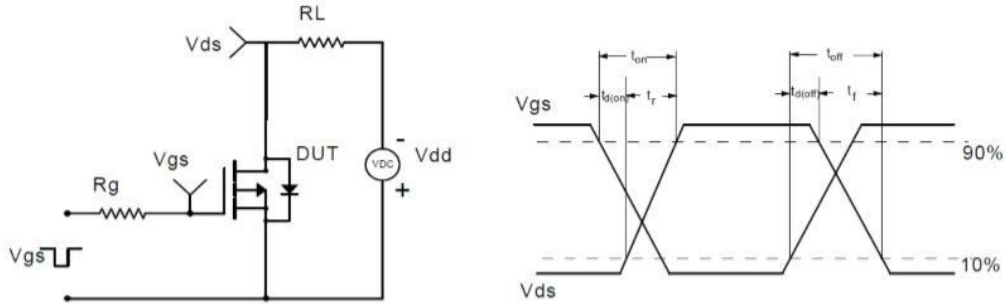 RL
Vds
Vgs
DUT
-
Vdd
VDC
+
Rg
Vgs
ton
toff
td(on)
tr
td(off)
tf
Vgs
90%
10%
Vds